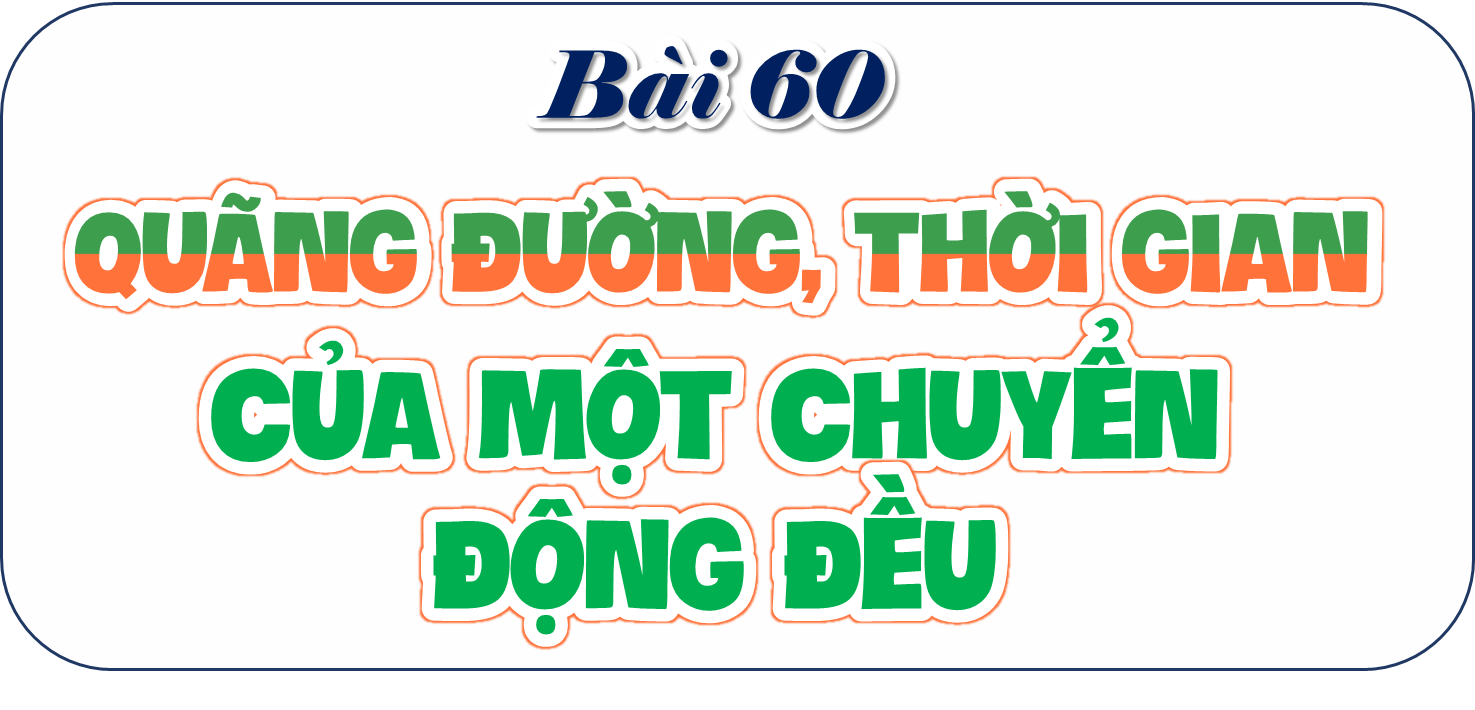 Bài 60
QUÃNG ĐƯỜNG, THỜI GIAN
CỦA MỘT CHUYỂN
ĐỘNG ĐỀU